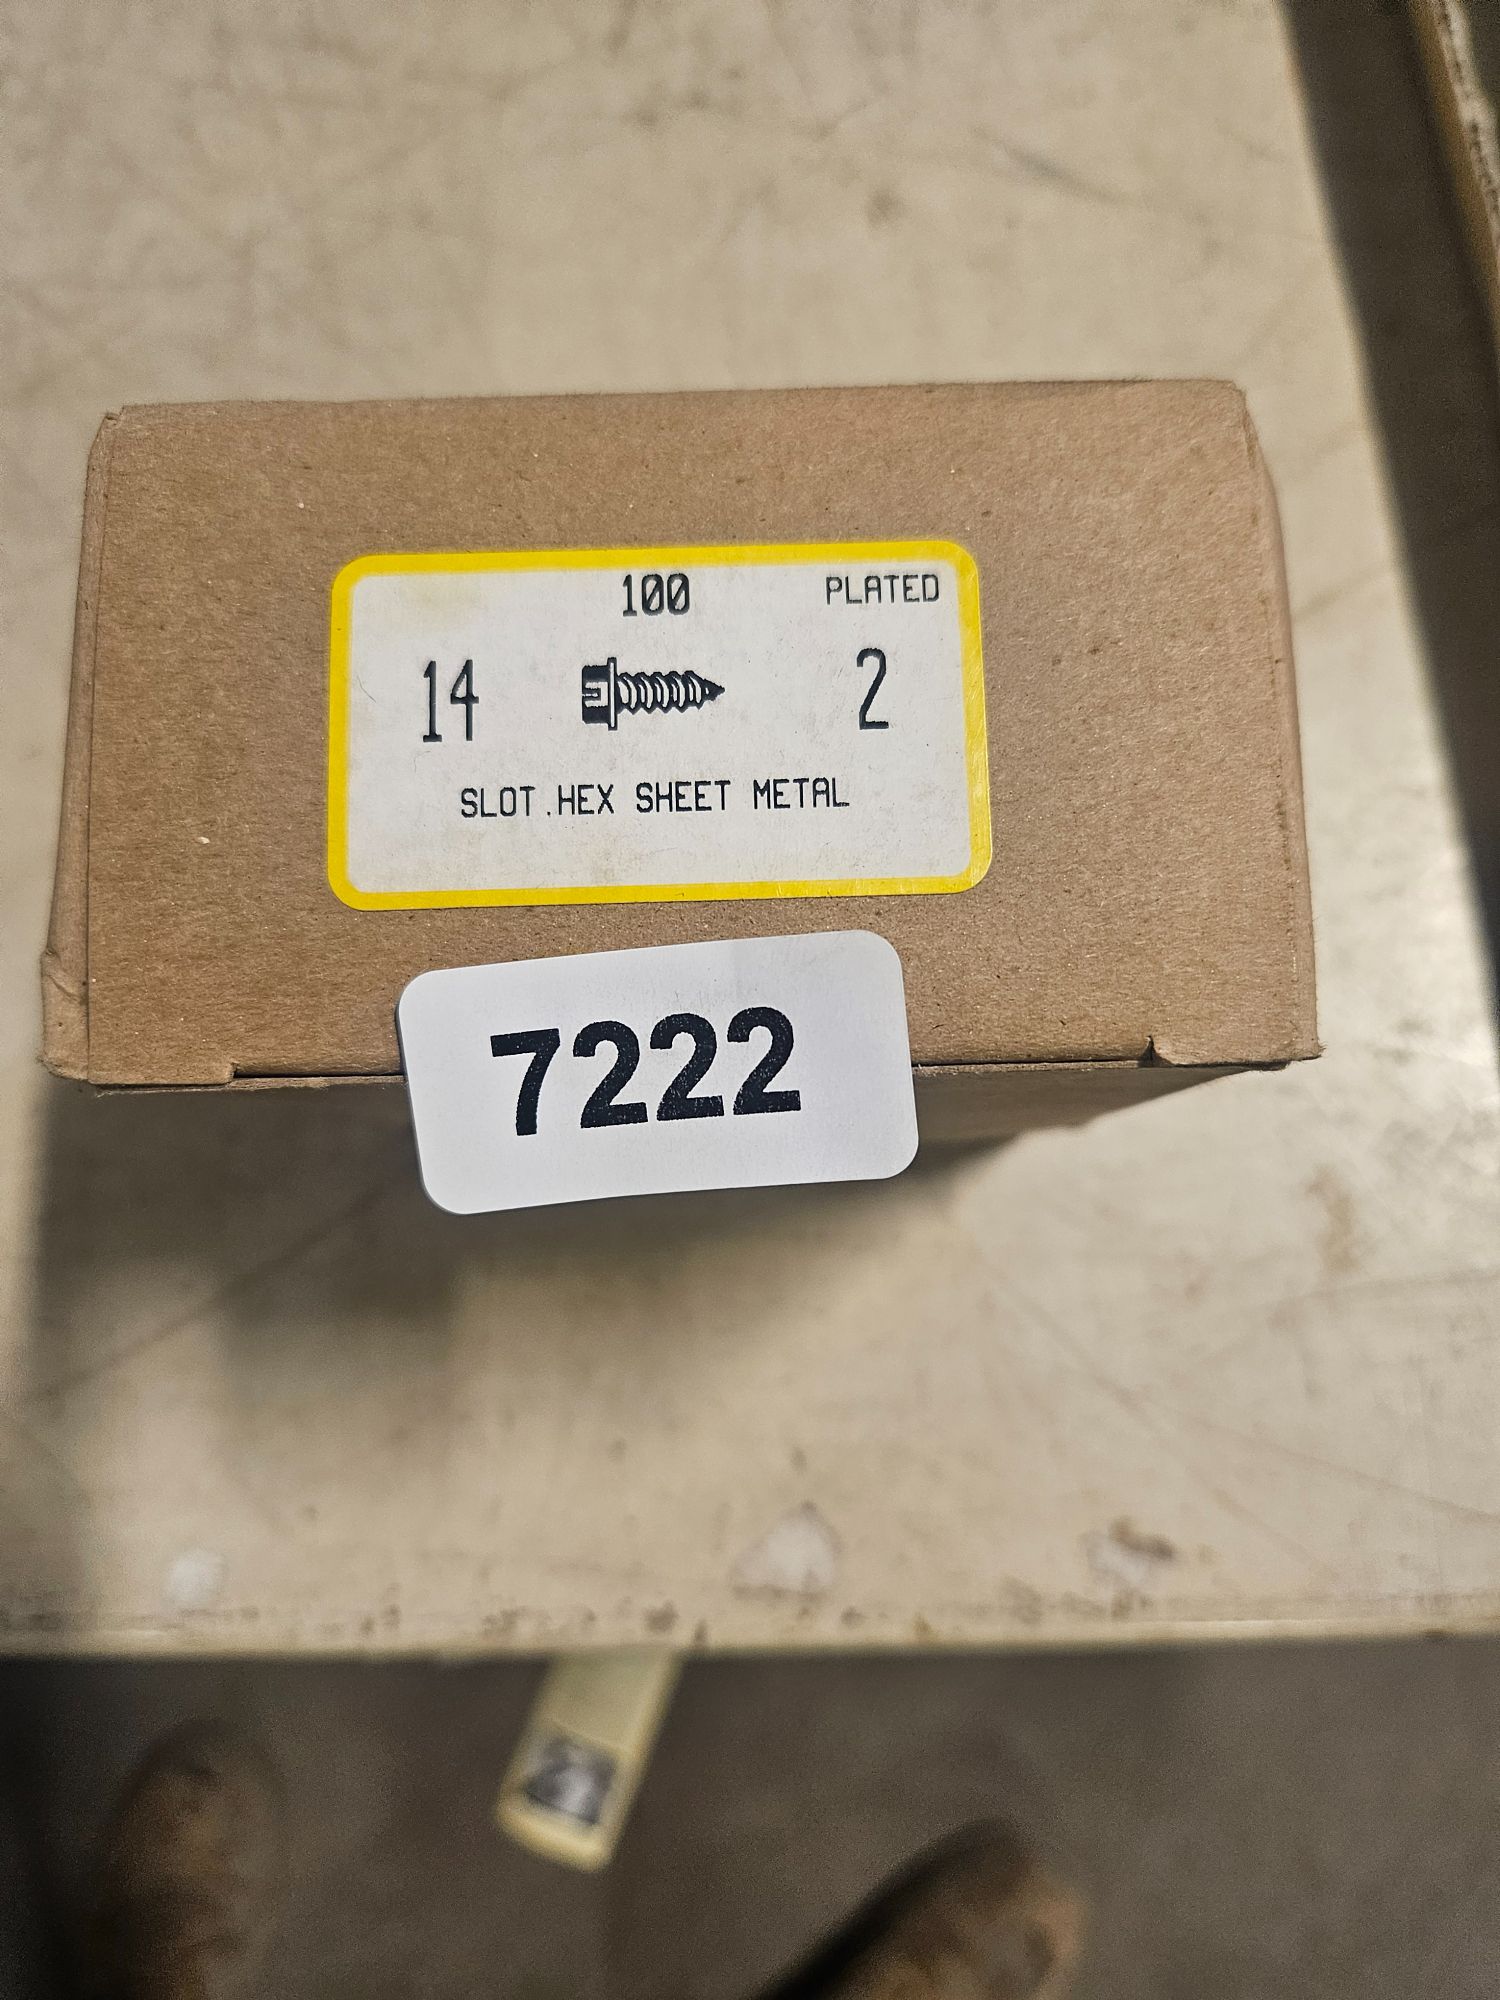 100 PLATED
14 2
SLOT.HEX SHEET METAL
7222